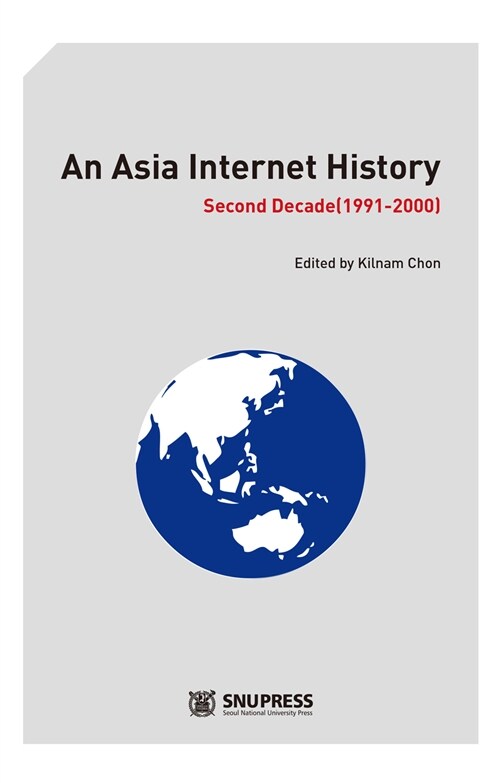 An Asia Internet History
Second Decade(1991-2000)
Edited by Kilnam Chon
SNUPRESS
Seoul National University Press